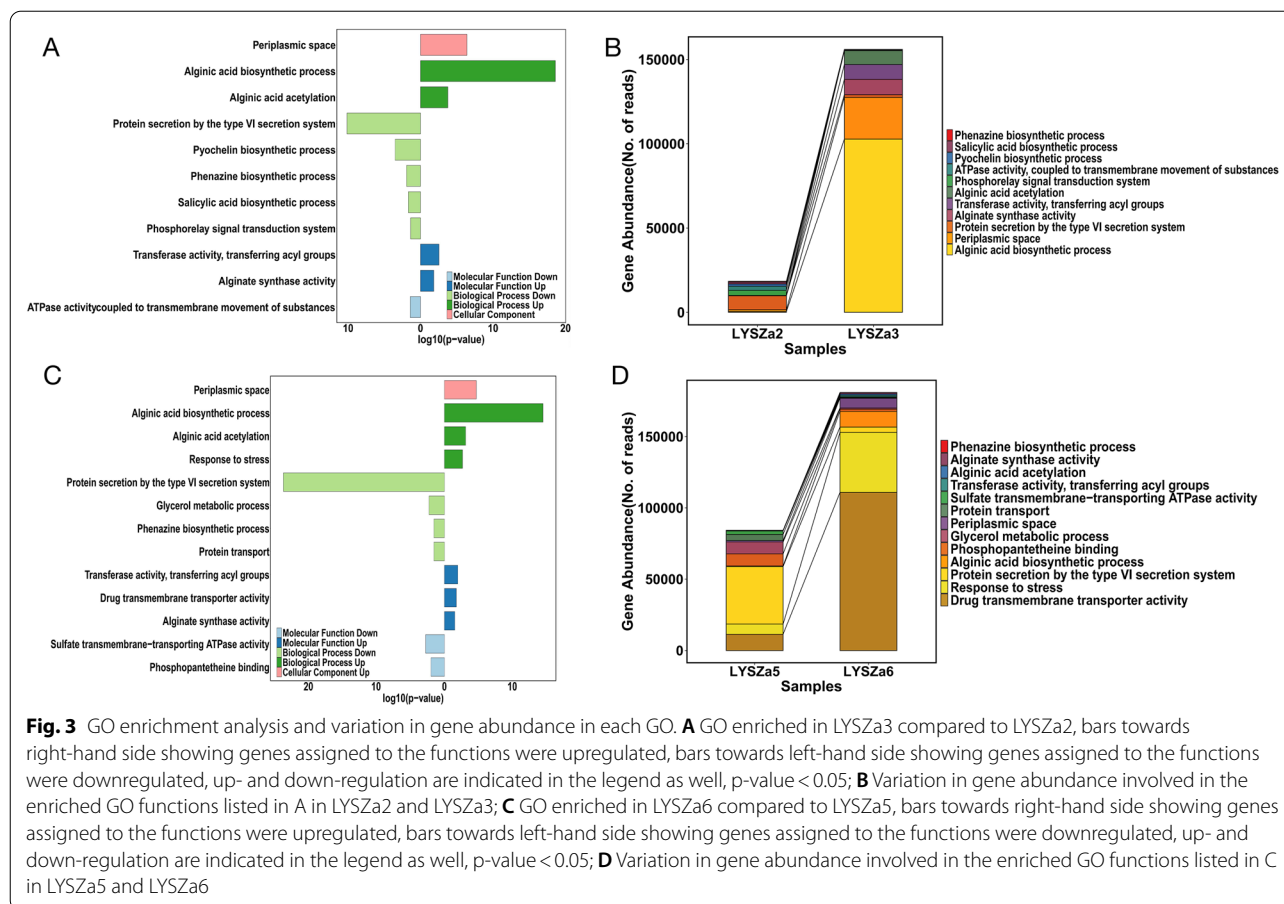 A
Periplasmic space
Alginic acid biosynthetic process
Alginic acid acetylation
Protein secretion by the type VI secretion system
Pyochelin biosynthetic process
Phenazine biosynthetic process
Salicylic acid biosynthetic process
Phosphorelay signal transduction system
Transferase activity, transferring acyl groups
Alginate synthase activity
ATPase activitycoupled to transmembrane movement of substances
Molecular Function Down
Molecular Function Up
Biological Process Down
Biological Process Up
Cellular Component
10 0 10 20
log10(p-value)
B
Gene Abundance(No. of reads)
150000
100000
50000
0
LYSZa2 LYSZa3
Samples
Phenazine biosynthetic process
Salicylic acid biosynthetic process
Pyochelin biosynthetic process
ATPase activity, coupled to transmembrane movement of substances
Phosphorelay signal transduction system
Alginic acid acetylation
Transferase activity, transferring acyl groups
Alginate synthase activity
Protein secretion by the type VI secretion system
Periplasmic space
Alginic acid biosynthetic process
C
Periplasmic space
Alginic acid biosynthetic process
Alginic acid acetylation
Response to stress
Protein secretion by the type VI secretion system
Glycerol metabolic process
Phenazine biosynthetic process
Protein transport
Transferase activity, transferring acyl groups
Drug transmembrane transporter activity
Alginate synthase activity
Sulfate transmembrane−transporting ATPase activity
Phosphopantetheine binding
Molecular Function Down
Molecular Function Up
Biological Process Down
Biological Process Up
Cellular Component Up
20 10 0 10
log10(p−value)
D
Gene Abundance(No. of reads)
150000
100000
50000
0
LYSZa5 LYSZa6
Samples
Phenazine biosynthetic process
Alginate synthase activity
Alginic acid acetylation
Transferase activity, transferring acyl groups
Sulfate transmembrane−transporting ATPase activity
Protein transport
Periplasmic space
Glycerol metabolic process
Phosphopantetheine binding
Alginic acid biosynthetic process
Protein secretion by the type VI secretion system
Response to stress
Drug transmembrane transporter activity
Fig. 3 GO enrichment analysis and variation in gene abundance in each GO. A GO enriched in LYSZa3 compared to LYSZa2, bars towards
right-hand side showing genes assigned to the functions were upregulated, bars towards left-hand side showing genes assigned to the functions
were downregulated, up- and down-regulation are indicated in the legend as well, p-value < 0.05; B Variation in gene abundance involved in the
enriched GO functions listed in A in LYSZa2 and LYSZa3; C GO enriched in LYSZa6 compared to LYSZa5, bars towards right-hand side showing genes
assigned to the functions were upregulated, bars towards left-hand side showing genes assigned to the functions were downregulated, up- and
down-regulation are indicated in the legend as well, p-value < 0.05; D Variation in gene abundance involved in the enriched GO functions listed in C
in LYSZa5 and LYSZa6